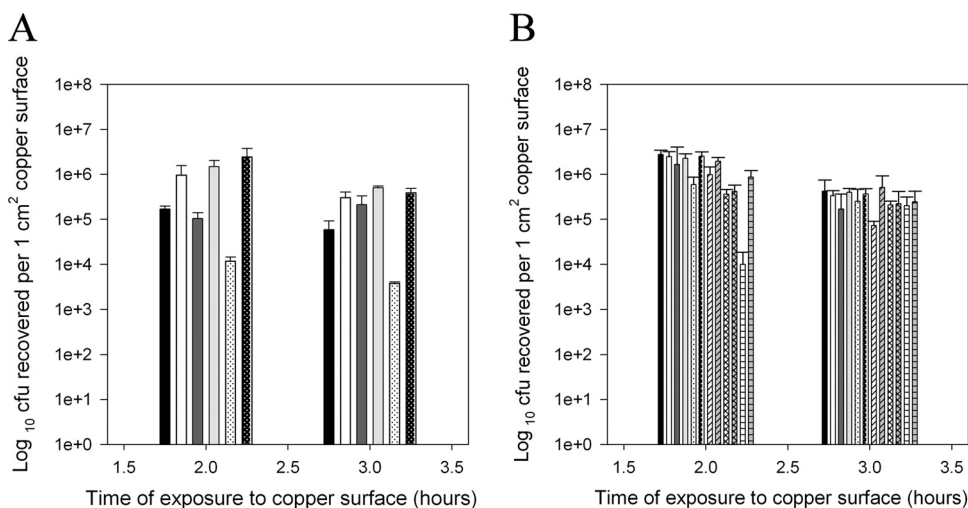 A
Log 10 cfu recovered per 1 cm2 copper surface
1e+8
1e+7
1e+6
1e+5
1e+4
1e+3
1e+2
1e+1
1e+0
1.5 2.0 2.5 3.0 3.5
Time of exposure to copper surface (hours)
B
Log 10 cfu recovered per 1 cm2 copper surface
1e+8
1e+7
1e+6
1e+5
1e+4
1e+3
1e+2
1e+1
1e+0
1.5 2.0 2.5 3.0 3.5
Time of exposure to copper surface (hours)